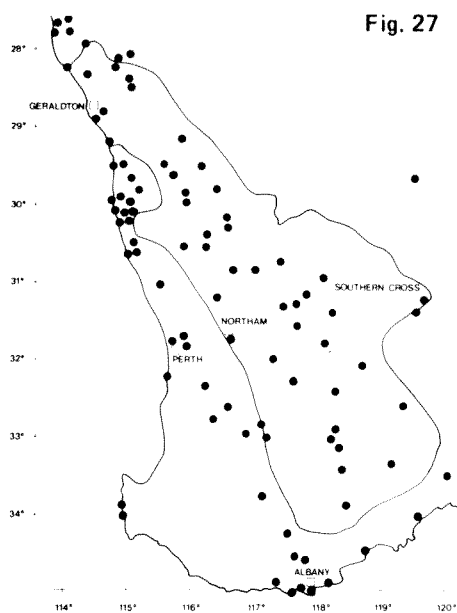 Fig. 27
28°
GERALDTON
29°
30°
31°
SOUTHERN CROSS
NORTHAM
32°
PERTH
33°
34°
ALBANY
114° 115° 116° 117° 118° 119° 120°